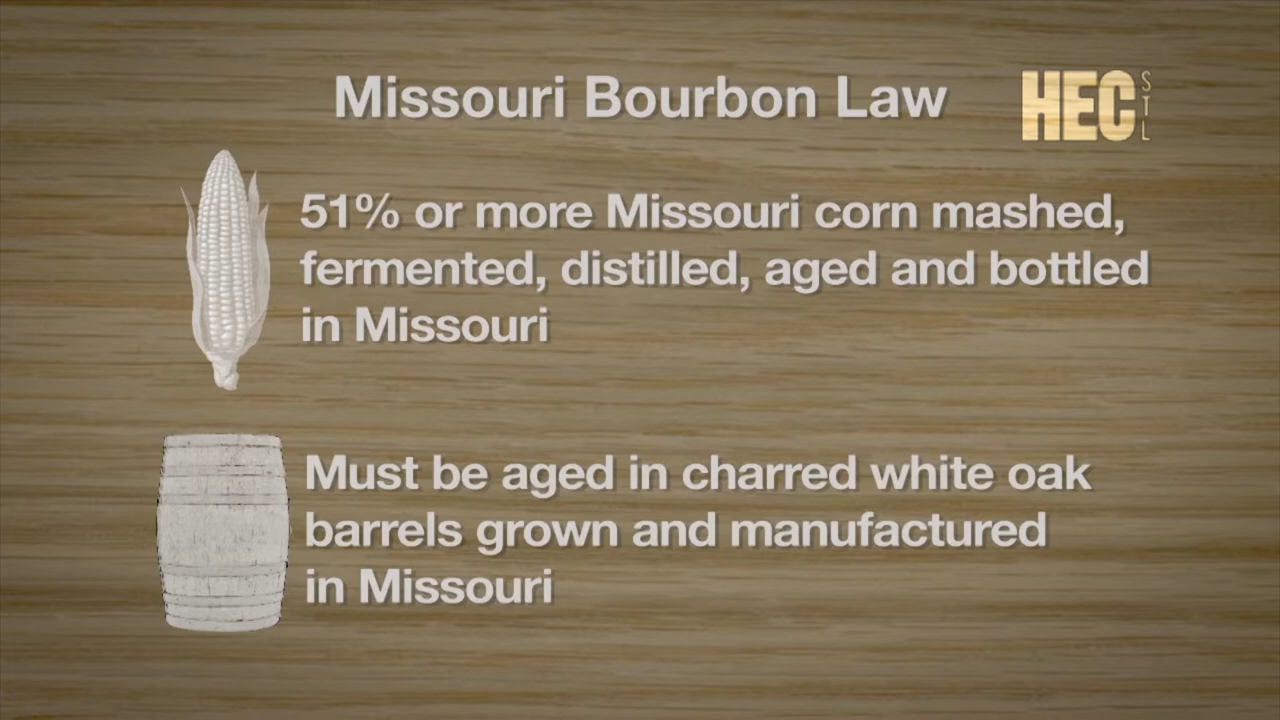 Missouri Bourbon Law
HEC
STL
51% or more Missouri corn mashed,
fermented, distilled, aged and bottled
in Missouri
Must be aged in charred white oak
barrels grown and manufactured
in Missouri